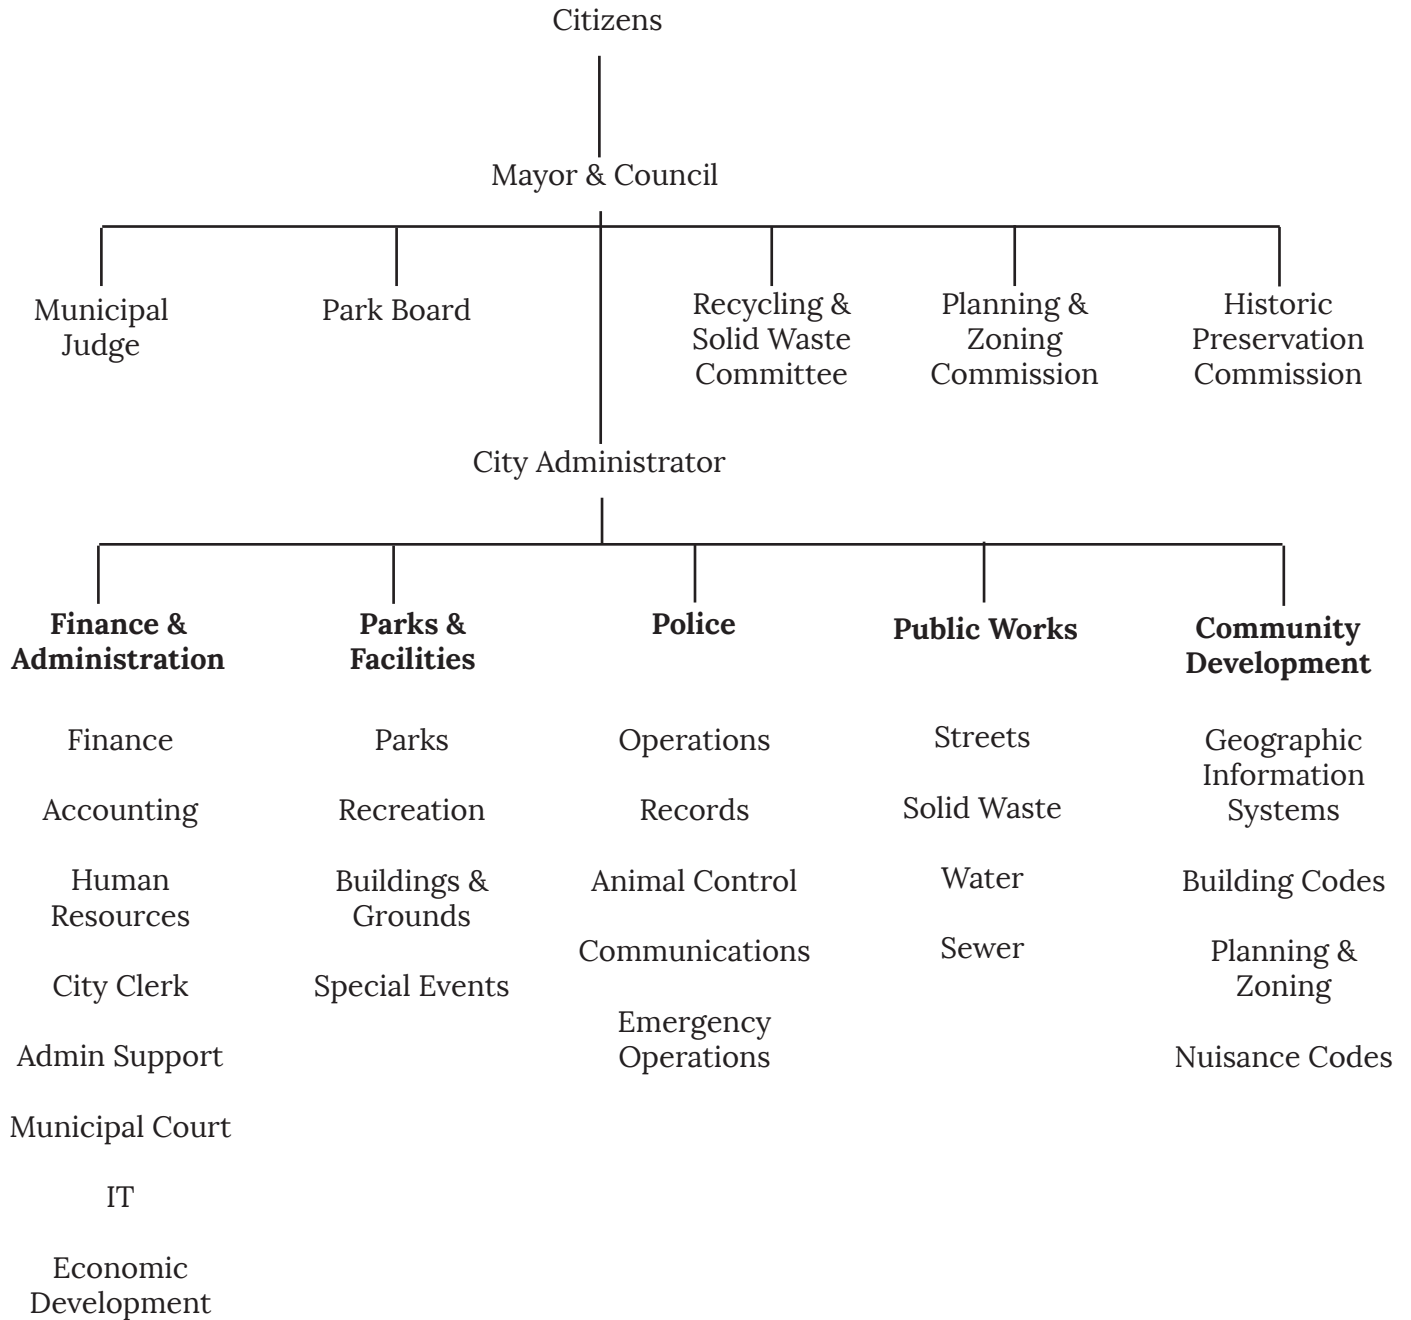 Citizens
Mayor & Council
Municipal
Judge
Park Board
Recycling &
Solid Waste
Committee
Planning &
Zoning
Commission
Historic
Preservation
Commission
City Administrator
Finance &
Administration
Finance
Accounting
Human
Resources
City Clerk
Admin Support
Municipal Court
IT
Economic
Development
Parks &
Facilities
Parks
Recreation
Buildings &
Grounds
Special Events
Police
Operations
Records
Animal Control
Communications
Emergency
Operations
Public Works
Streets
Solid Waste
Water
Sewer
Community
Development
Geographic
Information
Systems
Building Codes
Planning &
Zoning
Nuisance Codes